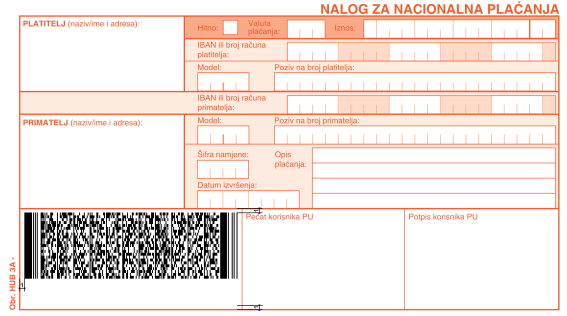 NALOG ZA NACIONALNA PLAĆANJA
PLATITELJ (naziv/ime i adresa):
Hitno:
Valuta
plaćanja:
Iznos:
IBAN ili broj računa
platitelja:
Model:
Poziv na broj platitelja:
IBAN ili broj računa
primatelja:
PRIMATELJ (naziv/ime i adresa):
Model:
Poziv na broj primatelja:
Šifra namjene:
Opis
plaćanja:
Datum izvršenja:
Pečat korisnika PU
Potpis korisnika PU
Obr. HUB 3A -